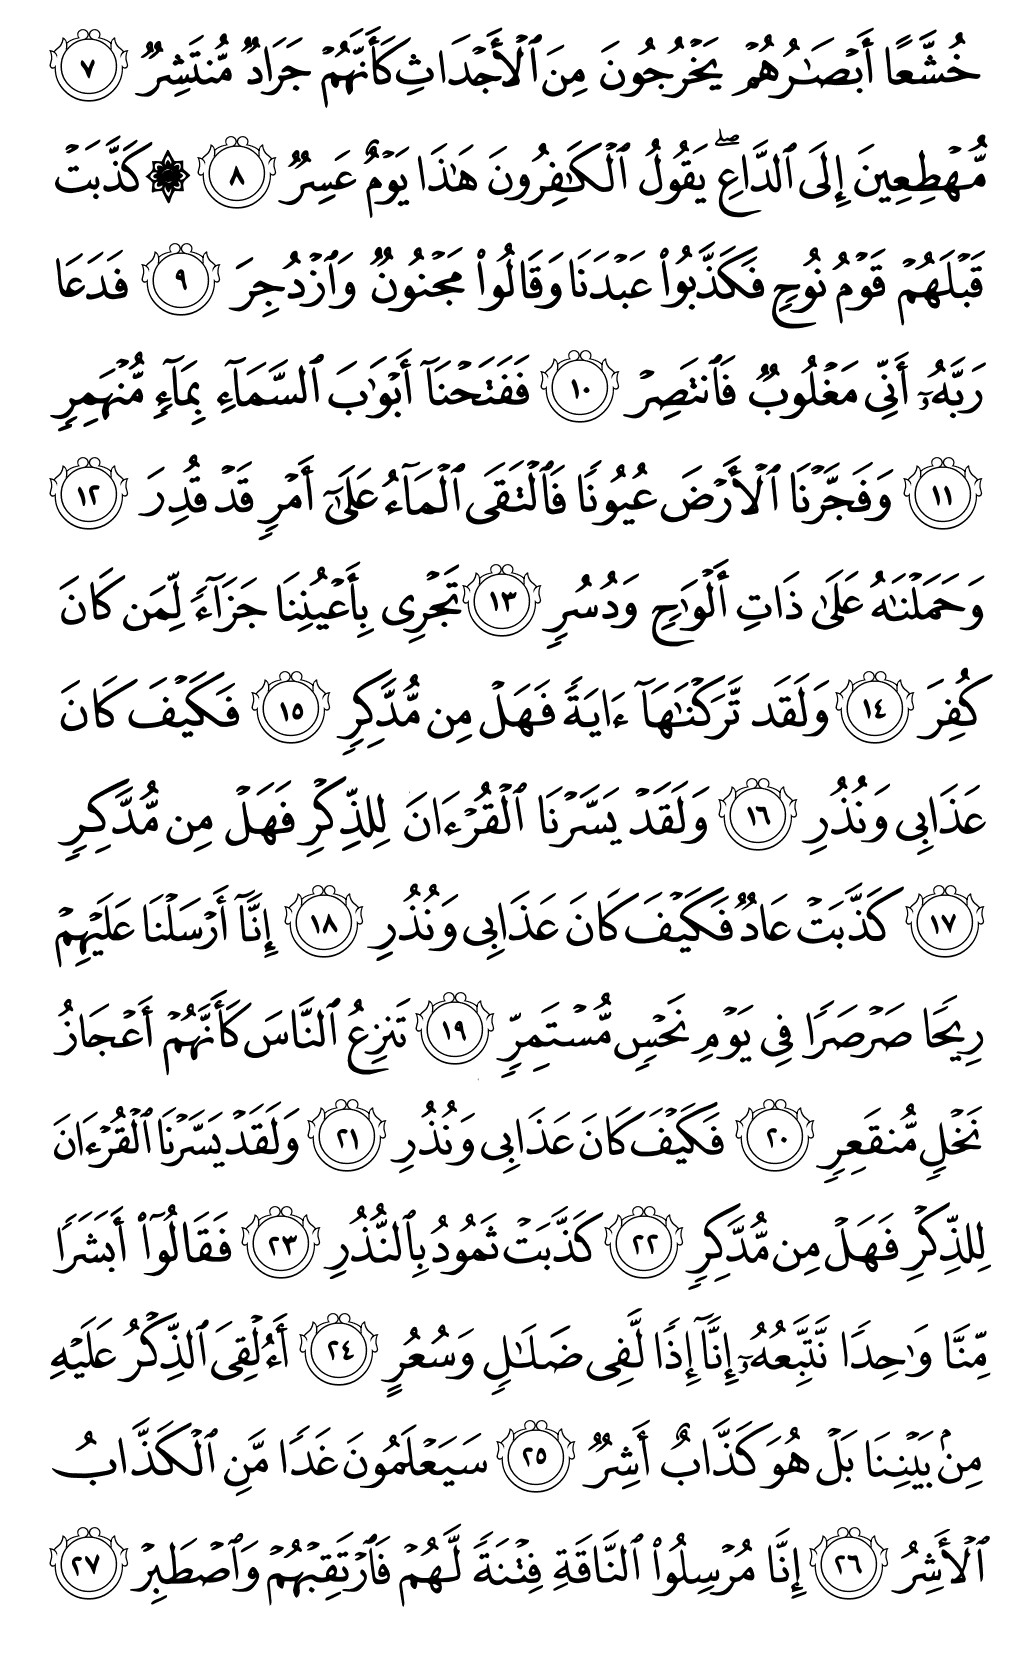 خُشَّعًا أَبۡصَٰرُهُمۡ يَخۡرُجُونَ مِنَ ٱلۡأَجۡدَاثِ كَأَنَّهُمۡ جَرَادٞ مُّنتَشِرٞ ٧
مُّهۡطِعِينَ إِلَى ٱلدَّاعِۖ يَقُولُ ٱلۡكَٰفِرُونَ هَٰذَا يَوۡمٌ عَسِرٞ ٨ ۞ كَذَّبَتۡ
قَبۡلَهُمۡ قَوۡمُ نُوحٖ فَكَذَّبُواْ عَبۡدَنَا وَقَالُواْ مَجۡنُونٞ وَٱزۡدُجِرَ ٩ فَدَعَا
رَبَّهُۥٓ أَنِّي مَغۡلُوبٞ فَٱنتَصِرۡ ١٠ فَفَتَحۡنَآ أَبۡوَٰبَ ٱلسَّمَآءِ بِمَآءٖ مُّنۡهَمِرٖ
١١ وَفَجَّرۡنَا ٱلۡأَرۡضَ عُيُونٗا فَٱلۡتَقَى ٱلۡمَآءُ عَلَىٰٓ أَمۡرٖ قَدۡ قُدِرَ ١٢
وَحَمَلۡنَٰهُ عَلَىٰ ذَاتِ أَلۡوَٰحٖ وَدُسُرٖ ١٣ تَجۡرِي بِأَعۡيُنِنَا جَزَآءٗ لِّمَن كَانَ
كُفِرَ ١٤ وَلَقَد تَّرَكۡنَٰهَآ ءَايَةٗ فَهَلۡ مِن مُّدَّكِرٖ ١٥ فَكَيۡفَ كَانَ
عَذَابِي وَنُذُرِ ١٦ وَلَقَدۡ يَسَّرۡنَا ٱلۡقُرۡءَانَ لِلذِّكۡرِ فَهَلۡ مِن مُّدَّكِرٖ
١٧ كَذَّبَتۡ عَادٞ فَكَيۡفَ كَانَ عَذَابِي وَنُذُرِ ١٨ إِنَّآ أَرۡسَلۡنَا عَلَيۡهِمۡ
رِيحٗا صَرۡصَرٗا فِي يَوۡمِ نَحۡسٖ مُّسۡتَمِرّٖ ١٩ تَنزِعُ ٱلنَّاسَ كَأَنَّهُمۡ أَعۡجَازُ
نَخۡلٖ مُّنقَعِرٖ ٢٠ فَكَيۡفَ كَانَ عَذَابِي وَنُذُرِ ٢١ وَلَقَدۡ يَسَّرۡنَا ٱلۡقُرۡءَانَ
لِلذِّكۡرِ فَهَلۡ مِن مُّدَّكِرٖ ٢٢ كَذَّبَتۡ ثَمُودُ بِٱلنُّذُرِ ٢٣ فَقَالُوٓاْ أَبَشَرٗا
مِّنَّا وَٰحِدٗا نَّتَّبِعُهُۥٓ إِنَّآ إِذٗا لَّفِي ضَلَٰلٖ وَسُعُرٍ ٢٤ أَءُلۡقِيَ ٱلذِّكۡرُ عَلَيۡهِ
مِنۢ بَيۡنِنَا بَلۡ هُوَ كَذَّابٌ أَشِرٞ ٢٥ سَيَعۡلَمُونَ غَدٗا مَّنِ ٱلۡكَذَّابُ
ٱلۡأَشِرُ ٢٦ إِنَّا مُرۡسِلُواْ ٱلنَّاقَةِ فِتۡنَةٗ لَّهُمۡ فَٱرۡتَقِبۡهُمۡ وَٱصۡطَبِرۡ ٢٧